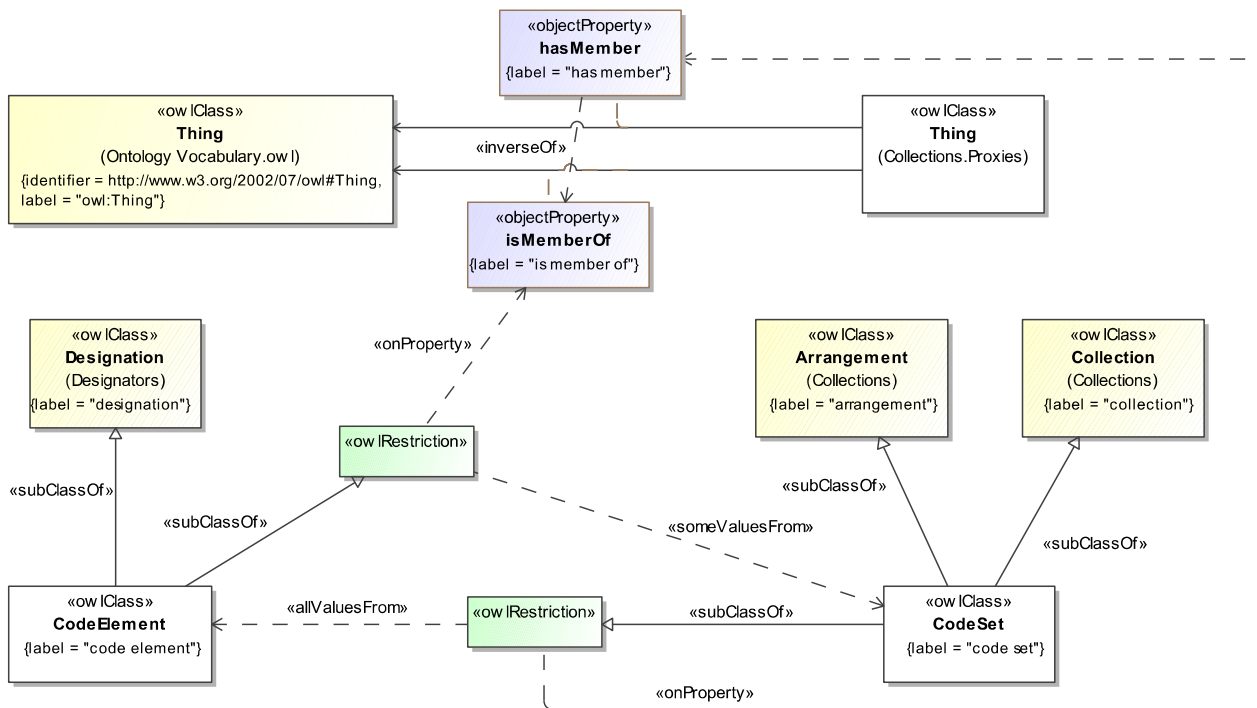 «objectProperty»
hasMember
{label = "has member"}
«owlClass»
Thing
(Ontology Vocabulary.owl)
{identifier = http://www.w3.org/2002/07/owl#Thing,
label = "owl:Thing"}
«inverseOf»
«owlClass»
Thing
(Collections.Proxies)
«objectProperty»
isMemberOf
{label = "is member of"}
«owlClass»
Designation
(Designators)
{label = "designation"}
«onProperty»
«owlClass»
Arrangement
(Collections)
{label = "arrangement"}
«owlClass»
Collection
(Collections)
{label = "collection"}
«owlRestriction»
«subClassOf»
«subClassOf»
«someValuesFrom»
«subClassOf»
«subClassOf»
«owlClass»
CodeElement
{label = "code element"}
«allValuesFrom»
«owlRestriction»
«subClassOf»
«owlClass»
CodeSet
{label = "code set"}
«onProperty»